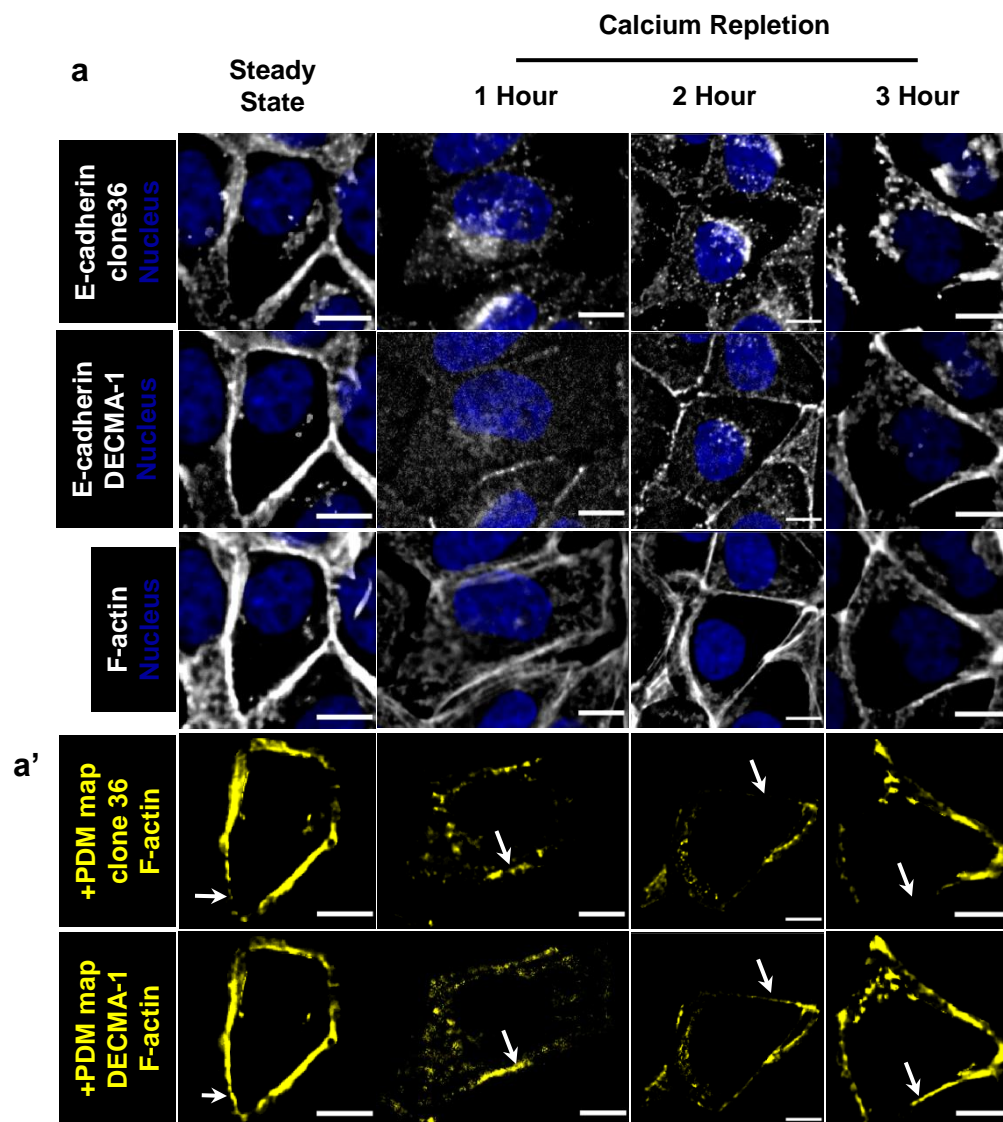 Calcium Repletion
a
Steady
State
1 Hour
2 Hour
3 Hour
E-cadherin
clone36
Nucleus
E-cadherin
DECMA-1
Nucleus
F-actin
Nucleus
a’
+PDM map
clone 36
F-actin
+PDM map
DECMA-1
F-actin